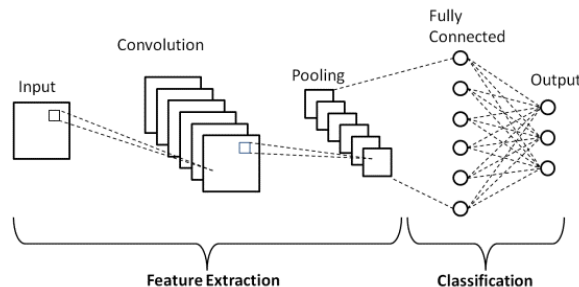 Input
Convolution
Pooling
Fully
Connected
Output
Feature Extraction
Classification